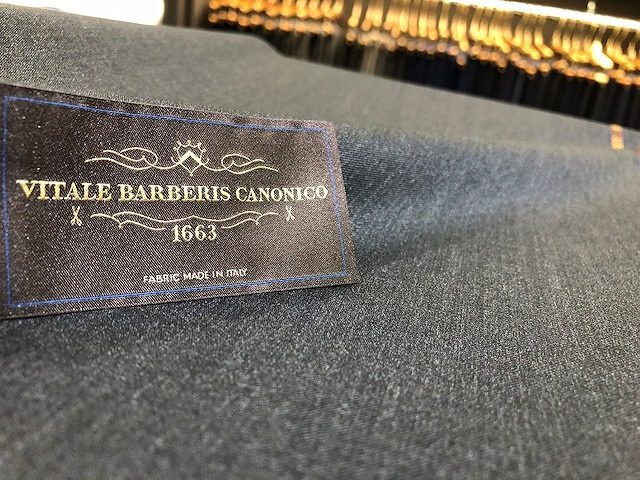 VITALE BARBERIS CANONICO
1663
FABRIC MADE IN ITALY